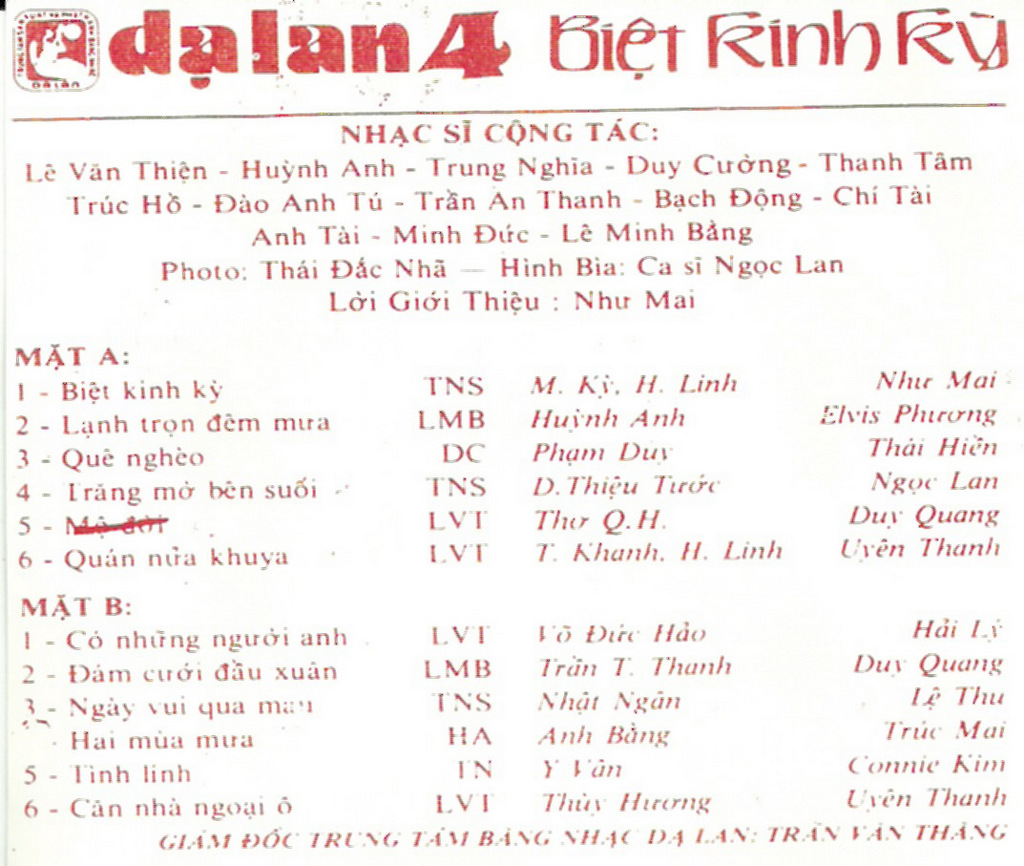 dạ lan 4 Biệt Kinh Kỳ
NHẠC SĨ CỘNG TÁC:
Lê Văn Thiện - Huỳnh Anh - Trung Nghĩa - Duy Cường - Thanh Tâm
Trúc Hồ - Đào Anh Tú - Trần An Thanh - Bạch Động - Chí Tài
Anh Tài - Minh Đức - Lê Minh Bằng
Photo: Thái Đắc Nhã — Hình Bìa: Ca sĩ Ngọc Lan
Lời Giới Thiệu : Như Mai
MẶT A:
1 - Biệt kinh kỳ TNS M. Kỳ, H. Linh Như Mai
2 - Lạnh trọn đêm mưa LMB Huỳnh Anh Elvis Phương
3 - Quê nghèo DC Phạm Duy Thái Hiền
4 - Trăng mờ bên suối TNS D.Thiệu Tước Ngọc Lan
5 - Mộ đời LVT Thơ Q.H. Duy Quang
6 - Quán nửa khuya LVT T. Khanh, H. Linh Uyên Thanh
MẶT B:
1 - Có những người anh LVT Võ Đức Hảo Hải Lý
2 - Đám cưới đầu xuân LMB Trần T. Thanh Duy Quang
3 - Ngày vui qua mau TNS Nhật Ngân Lệ Thu
Hai mùa mưa HA Anh Bằng Trúc Mai
5 - Tình lính TN Y Vân Connie Kim
6 - Căn nhà ngoại ô LVT Thùy Hương Uyên Thanh
GIÁM ĐỐC TRUNG TÂM BĂNG NHẠC DẠ LAN: TRẦN VĂN THĂNG